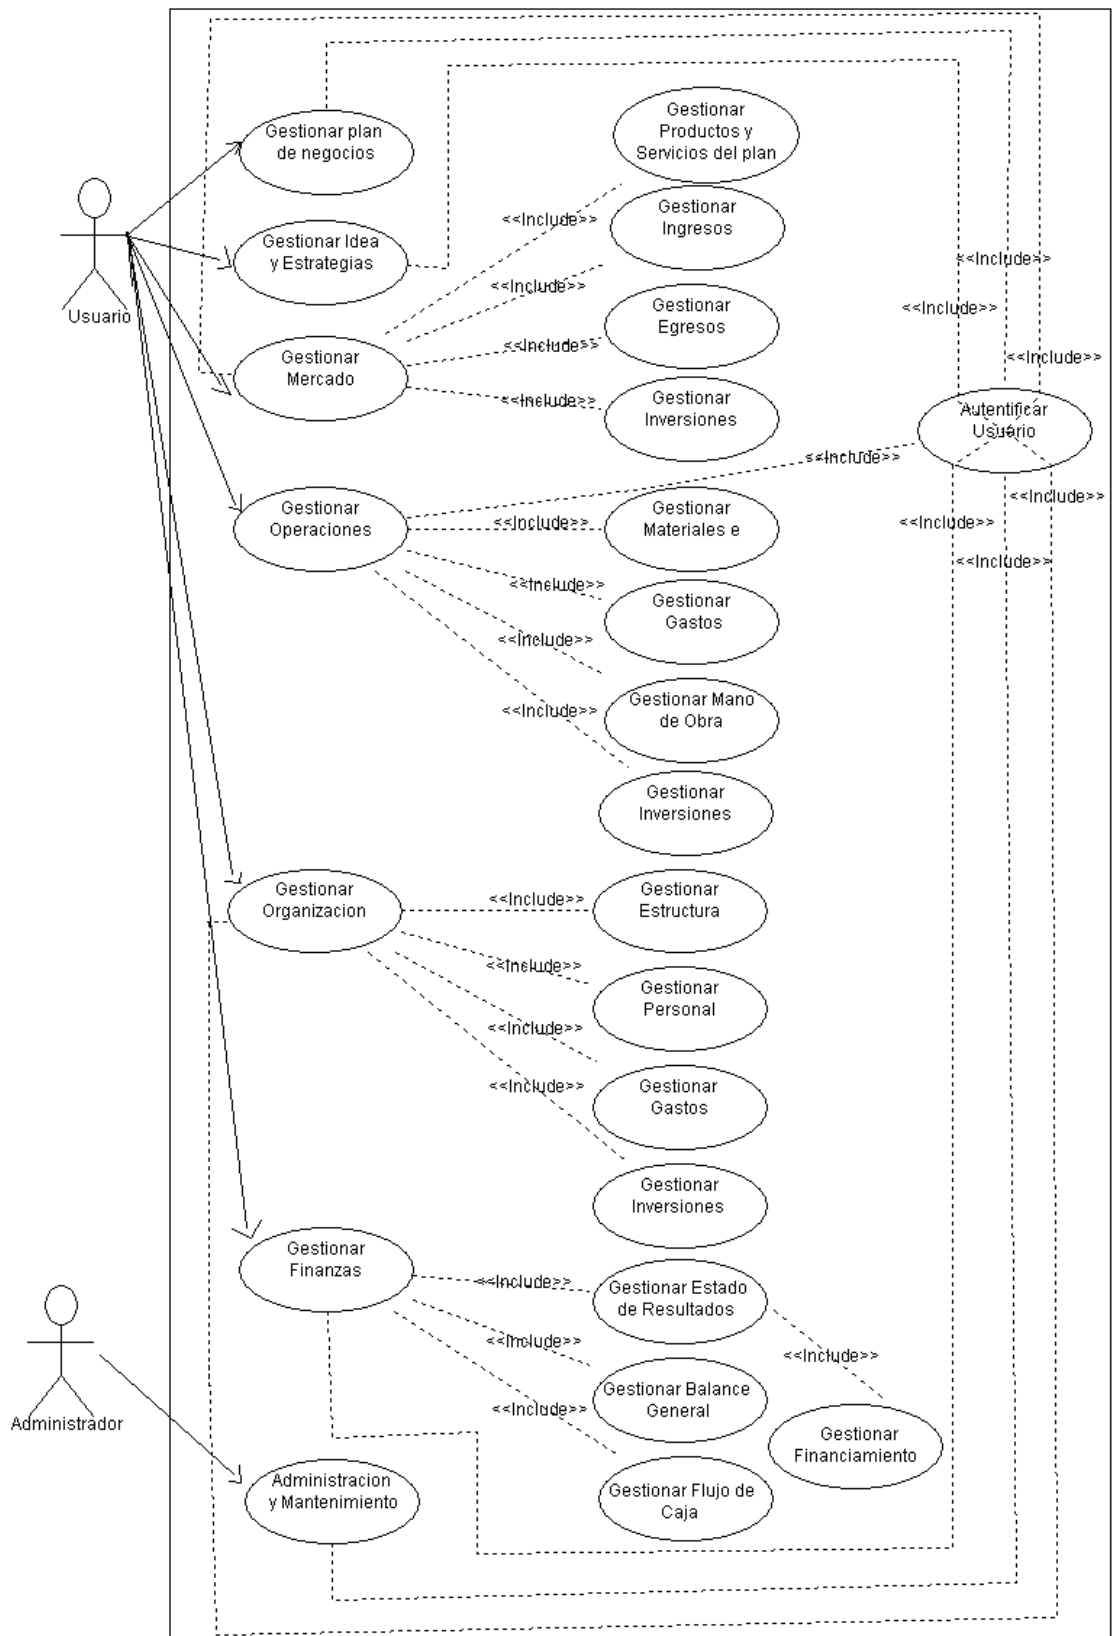 Gestionar
Productos y
Servicios del plan
Gestionar plan
de negocios
Gestionar
Ingresos
<<Include>>
Gestionar Idea
y Estrategias
<<Include>>
<<Include>>
Gestionar
Egresos
<<Include>>
Usuario
<<Include>>
Gestionar
Mercado
<<Include>>
Gestionar
Inversiones
<<Include>>
Autentificar
Usuario
<<Include>>
Gestionar
Operaciones
<<Include>>
Gestionar
Materiales e
<<Include>>
<<Include>>
<<Include>>
<<Include>>
Gestionar
Gastos
<<Include>>
Gestionar Mano
de Obra
<<Include>>
Gestionar
Inversiones
Gestionar
Organizacion
<<Include>>
Gestionar
Estructura
<<Include>>
Gestionar
Personal
<<Include>>
Gestionar
Gastos
<<Include>>
Gestionar
Inversiones
Gestionar
Finanzas
<<Include>>
Gestionar Estado
de Resultados
<<Include>>
<<Include>>
Gestionar Balance
General
<<Include>>
Administrador
Gestionar
Financiamiento
Administracion
y Mantenimiento
Gestionar Flujo de
Caja